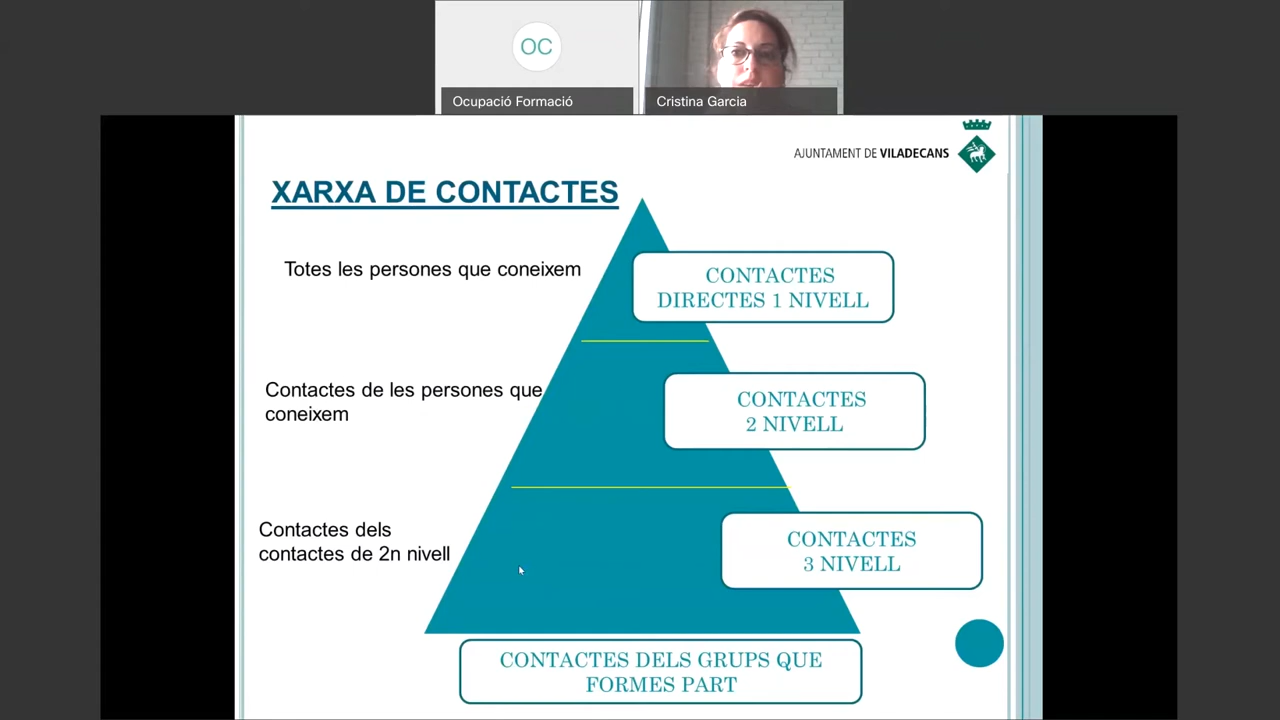 OC
Ocupació Formació
Cristina Garcia
AJUNTAMENT DE VILADECANS
XARXA DE CONTACTES
Totes les persones que coneixem
CONTACTES
DIRECTES 1 NIVELL
Contactes de les persones que
coneixem
CONTACTES
2 NIVELL
Contactes dels
contactes de 2n nivell
CONTACTES
3 NIVELL
CONTACTES DELS GRUPS QUE
FORMES PART